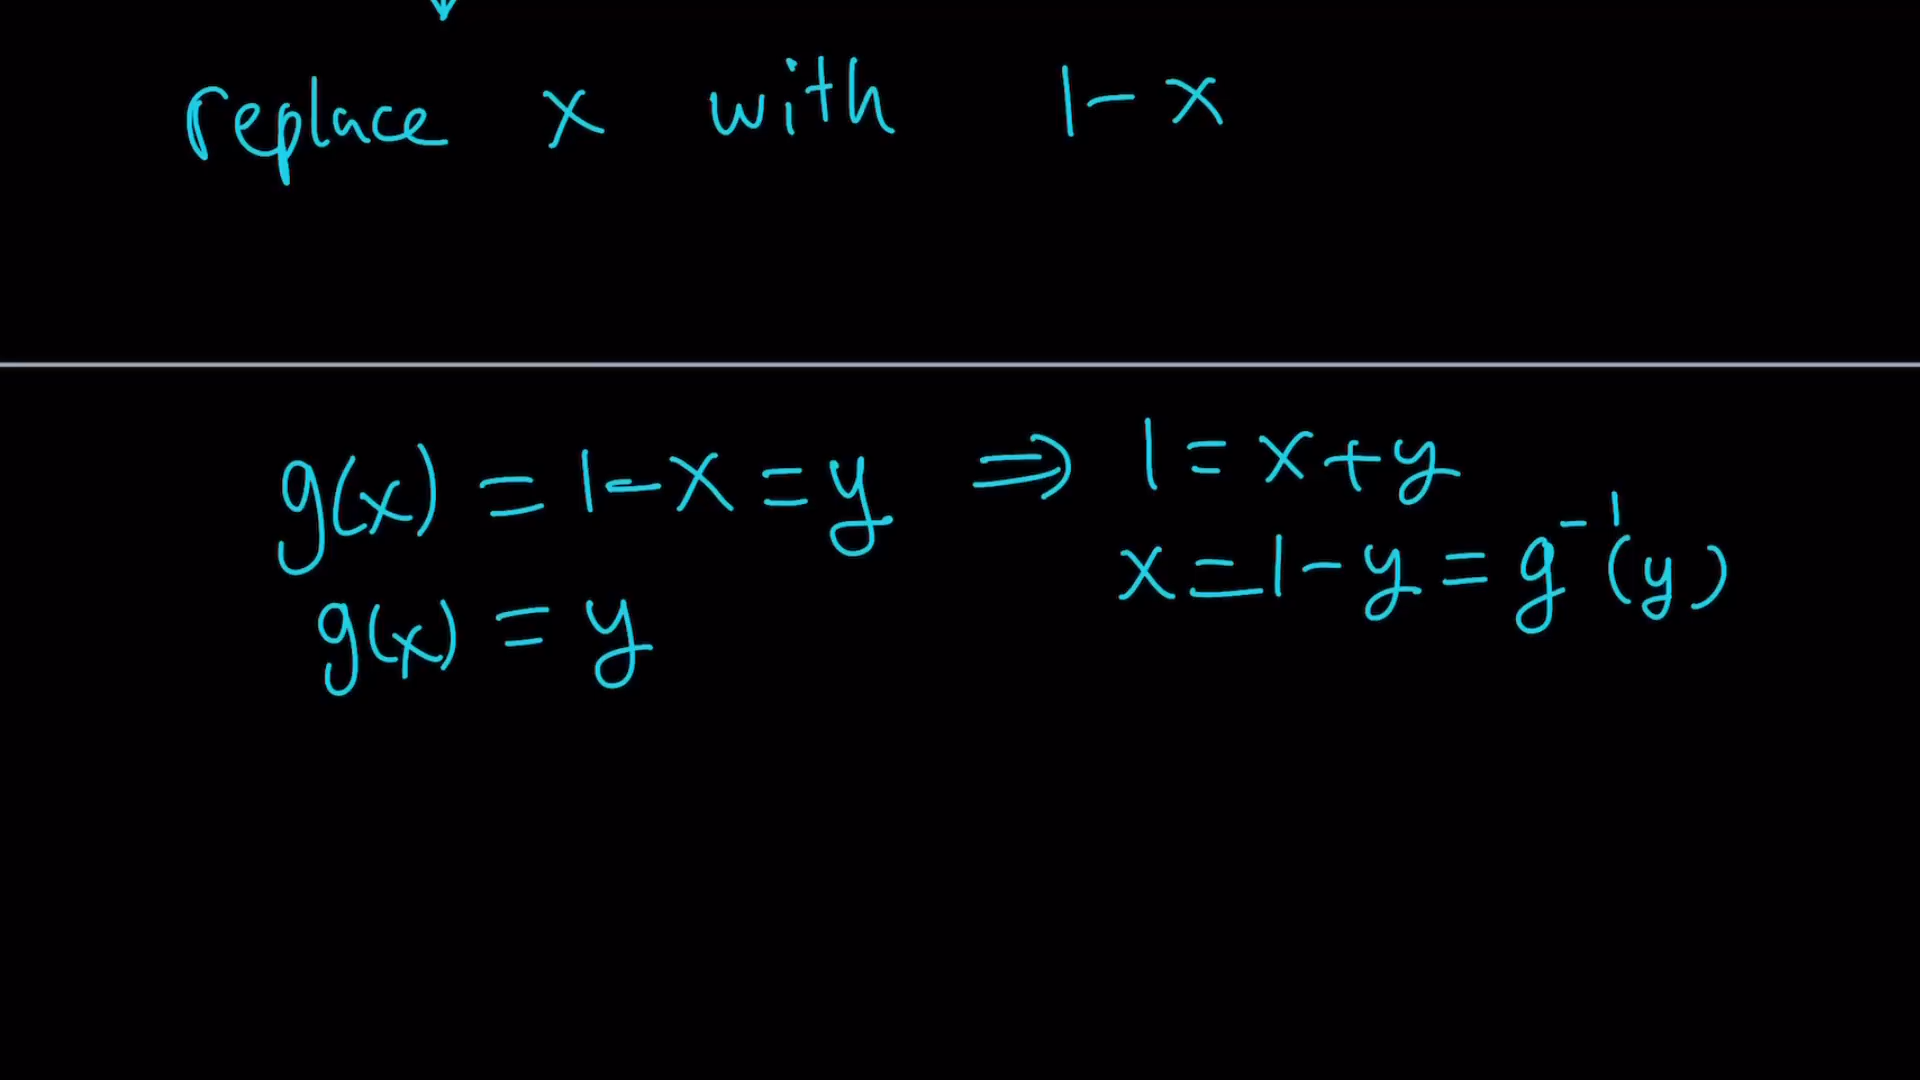 replace x with 1-x
g(x) = 1-x = y ⇒ 1 = x+y
g(x) = y
x = 1-y = g⁻¹(y)